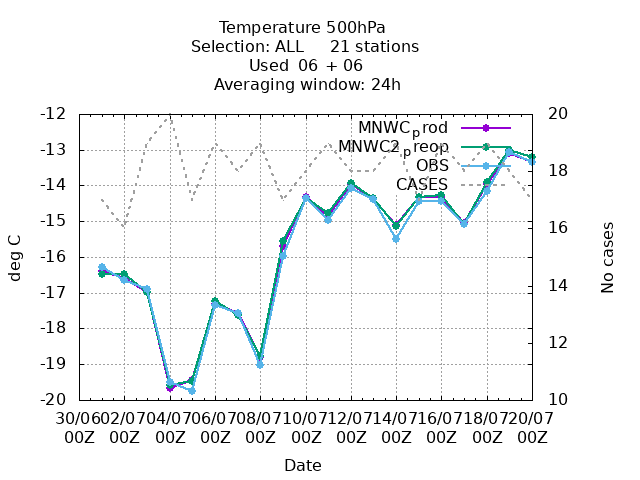 Temperature 500hPa
Selection: ALL 21 stations
Used 06 + 06
Averaging window: 24h
-12
-13
-14
-15
-16
-17
-18
-19
-20
deg C
20
18
16
14
12
10
No cases
MNWC_prod
MNWC2_preop
OBS
CASES
30/06 02/07 04/07 06/07 08/07 10/07 12/07 14/07 16/07 18/07 20/07
00Z 00Z 00Z 00Z 00Z 00Z 00Z 00Z 00Z 00Z 00Z
Date